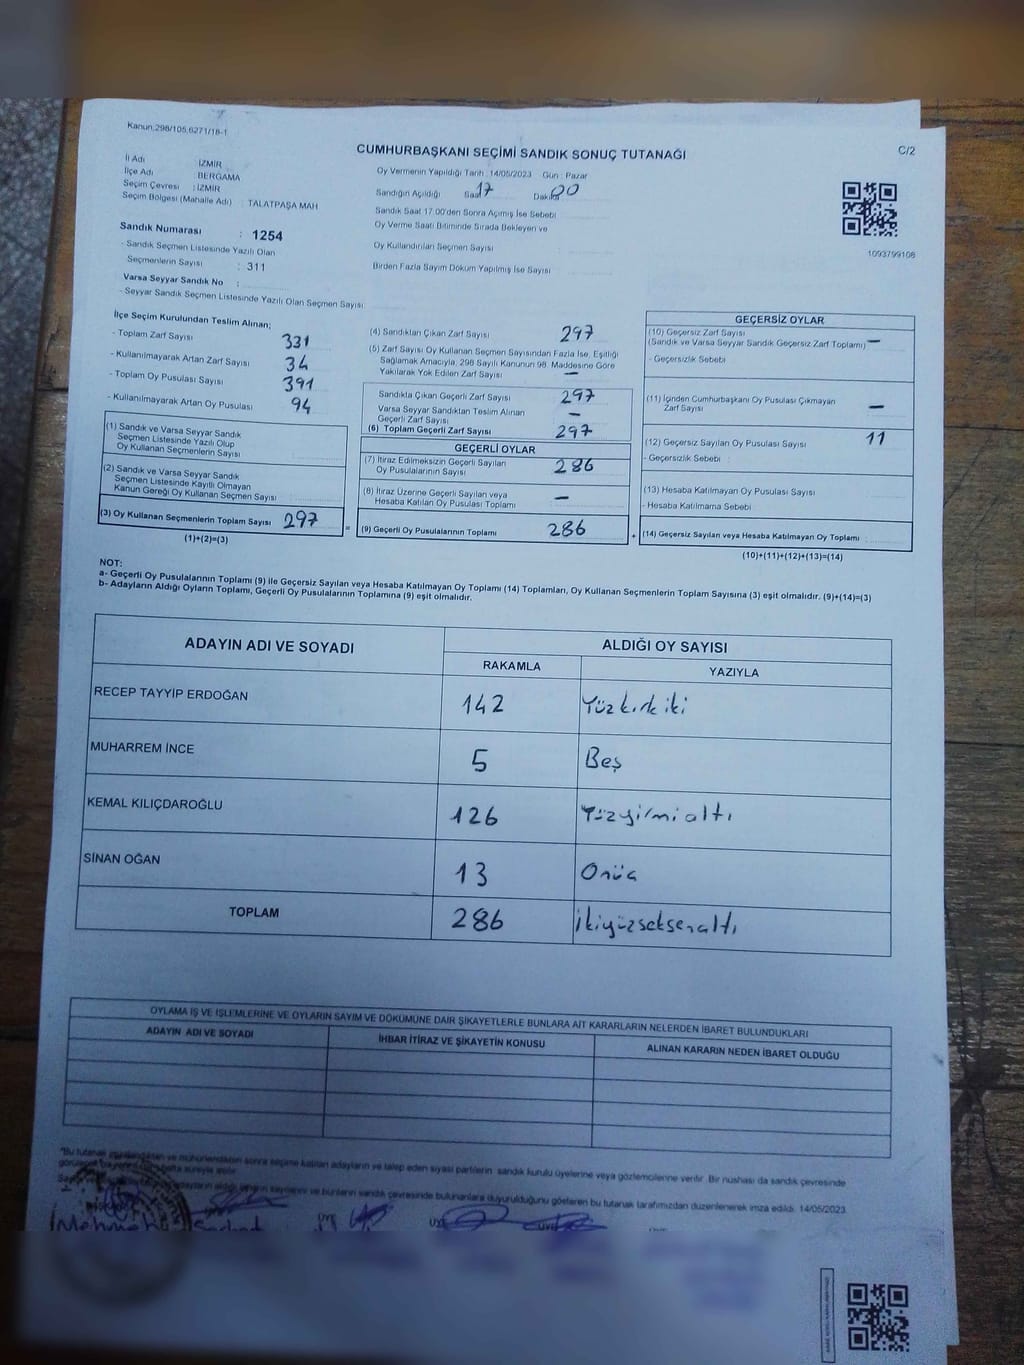 Kanun,298/105,6271/18-1
CUMHURBAŞKANI SEÇİMİ SANDIK SONUÇ TUTANAĞI
C/2
İl Adı İZMİR
İlçe Adı BERGAMA
Seçim Çevresi : İZMİR
Seçim Bölgesi (Mahalle Adı) : TALATPAŞA MAH
Oy Vermenin Yapıldığı Tarih :14/05/2023 Gün : Pazar
Sandığın Açıldığı Saat 17 Dakika 00
Sandık Saat 17.00'den Sonra Açımış İse Sebebi
Oy Verme Saati Bitiminde Sırada Bekleyen ve
Oy Kullandırılan Seçmen Sayısı
Birden Fazla Sayım Döküm Yapılmış İse Sayısı
1093799108
Sandık Numarası : 1254
- Sandık Seçmen Listesinde Yazılı Olan
Seçmenlerin Sayısı : 311
Varsa Seyyar Sandık No :
- Seyyar Sandık Seçmen Listesinde Yazılı Olan Seçmen Sayısı:
İlçe Seçim Kurulundan Teslim Alınan;
- Toplam Zarf Sayısı 331
- Kullanılmayarak Artan Zarf Sayısı 34
- Toplam Oy Pusulası Sayısı 391
- Kullanılmayarak Artan Oy Pusulası 94
(1) Sandık ve Varsa Seyyar Sandık
Seçmen Listesinde Yazılı Olup
Oy Kullanan Seçmenlerin Sayısı
(2) Sandık ve Varsa Seyyar Sandık
Seçmen Listesinde Kayıtlı Olmayan
Kanun Gereği Oy Kullanan Seçmen Sayısı :
(3) Oy Kullanan Seçmenlerin Toplam Sayısı 297 =
(1)+(2)=(3)
(4) Sandıktan Çıkan Zarf Sayısı 297
(5) Zarf Sayısı Oy Kullanan Seçmen Sayısından Fazla İse, Eşitliği
Sağlamak Amacıyla, 298 Sayılı Kanunun 98. Maddesine Göre
Yakılarak Yok Edilen Zarf Sayısı —
Sandıkta Çıkan Geçerli Zarf Sayısı 297
Varsa Seyyar Sandıktan Teslim Alınan
Geçerli Zarf Sayısı —
(6) Toplam Geçerli Zarf Sayısı 297
GEÇERLİ OYLAR
(7) İtiraz Edilmeksizin Geçerli Sayılan
Oy Pusulalarının Sayısı 286
(8) İtiraz Üzerine Geçerli Sayılan veya
Hesaba Katılan Oy Pusulası Toplamı —
(9) Geçerli Oy Pusulalarının Toplamı 286 +
GEÇERSİZ OYLAR
(10) Geçersiz Zarf Sayısı
(Sandık ve Varsa Seyyar Sandık Geçersiz Zarf Toplamı) —
- Geçersizlik Sebebi
(11) İçinden Cumhurbaşkanı Oy Pusulası Çıkmayan
Zarf Sayısı —
(12) Geçersiz Sayılan Oy Pusulası Sayısı 11
- Geçersizlik Sebebi :
(13) Hesaba Katılmayan Oy Pusulası Sayısı
- Hesaba Katılmama Sebebi
(14) Geçersiz Sayılan veya Hesaba Katılmayan Oy Toplamı :
(10)+(11)+(12)+(13)=(14)
NOT:
a- Geçerli Oy Pusulalarının Toplamı (9) ile Geçersiz Sayılan veya Hesaba Katılmayan Oy Toplamı (14) Toplamları, Oy Kullanan Seçmenlerin Toplam Sayısına (3) eşit olmalıdır. (9)+(14)=(3)
b- Adayların Aldığı Oyların Toplamı, Geçerli Oy Pusulalarının Toplamına (9) eşit olmalıdır.
ADAYIN ADI VE SOYADI ALDIĞI OY SAYISI
RAKAMLA YAZIYLA
RECEP TAYYİP ERDOĞAN 142 Yüzkırkiki
MUHARREM İNCE 5 Beş
KEMAL KILIÇDAROĞLU 126 Yüzyirmialtı
SİNAN OĞAN 13 Onüç
TOPLAM 286 ikiyüzseksenaltı
OYLAMA İŞ VE İŞLEMLERİNE VE OYLARIN SAYIM VE DÖKÜMÜNE DAİR ŞİKAYETLERLE BUNLARA AİT KARARLARIN NELERDEN İBARET BULUNDUKLARI
ADAYIN ADI VE SOYADI İHBAR İTİRAZ VE ŞİKAYETİN KONUSU ALINAN KARARIN NEDEN İBARET OLDUĞU
sonra seçime katılan adayların ve talep eden siyasi partilerin sandık kurulu üyelerine veya gözlemcilerine verilir. Bir nushası da sandık çevresinde
ve bunların sandık çevresinde bulunanlara duyurulduğunu gösteren bu tutanak tarafımızdan düzenlenerek imza edildi. 14/05/2023